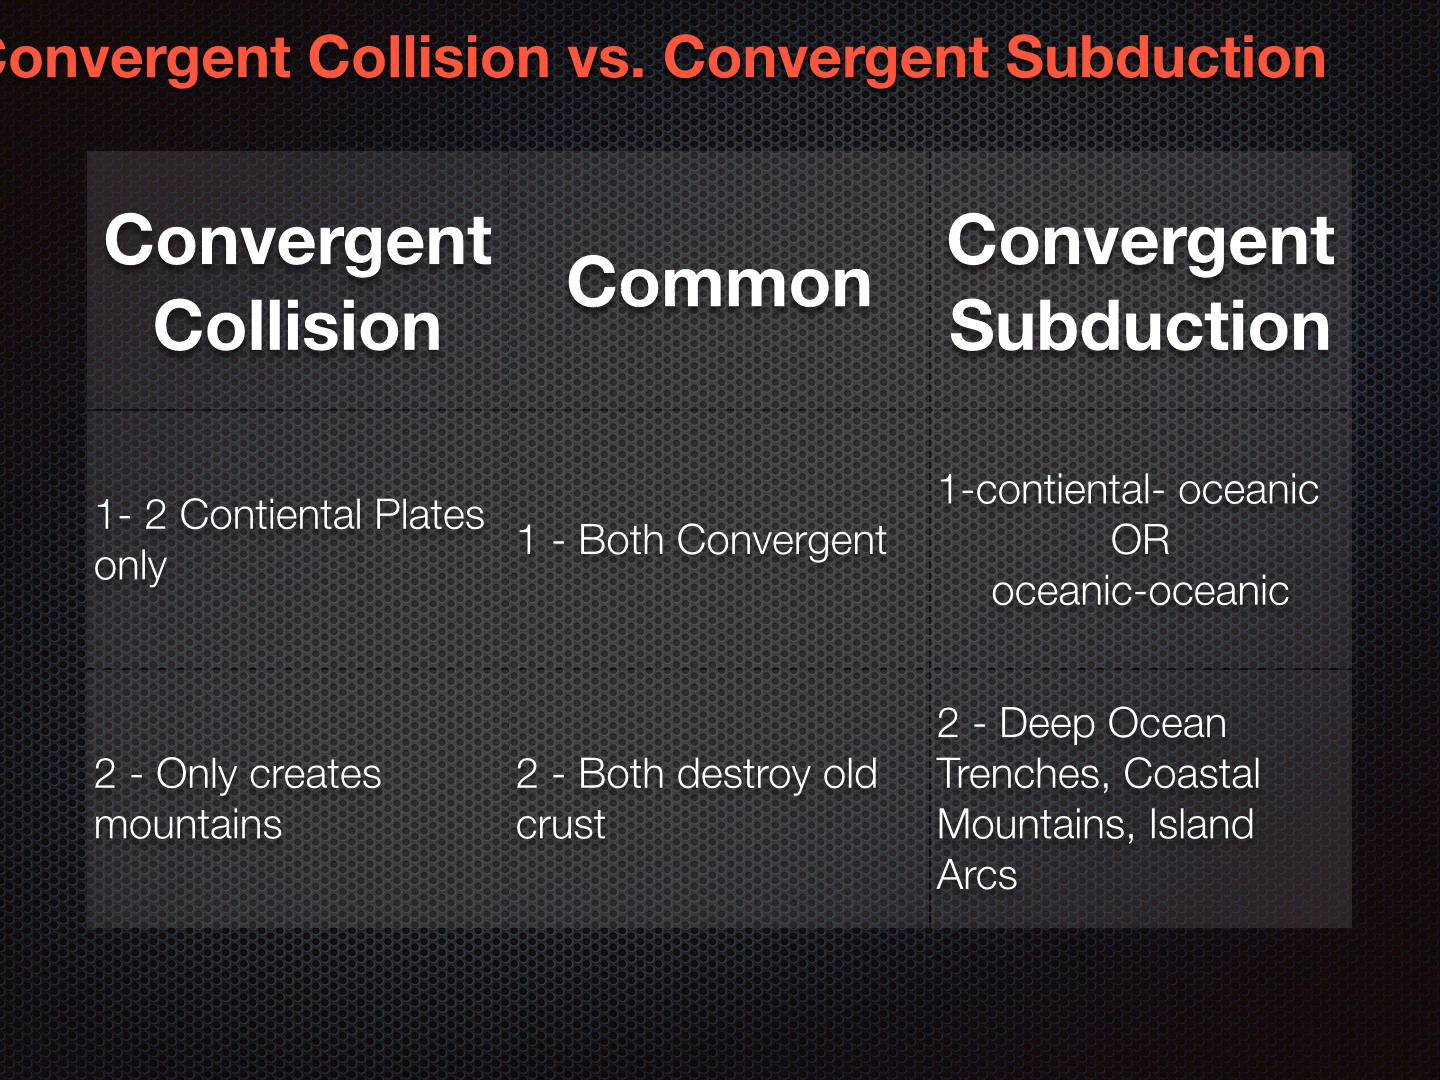 onvergent Collision vs. Convergent Subduction
Convergent
Collision
Common
Convergent
Subduction
1- 2 Contiental Plates
only
1 - Both Convergent
1-contiental- oceanic
OR
oceanic-oceanic
2 - Only creates
mountains
2 - Both destroy old
crust
2 - Deep Ocean
Trenches, Coastal
Mountains, Island
Arcs